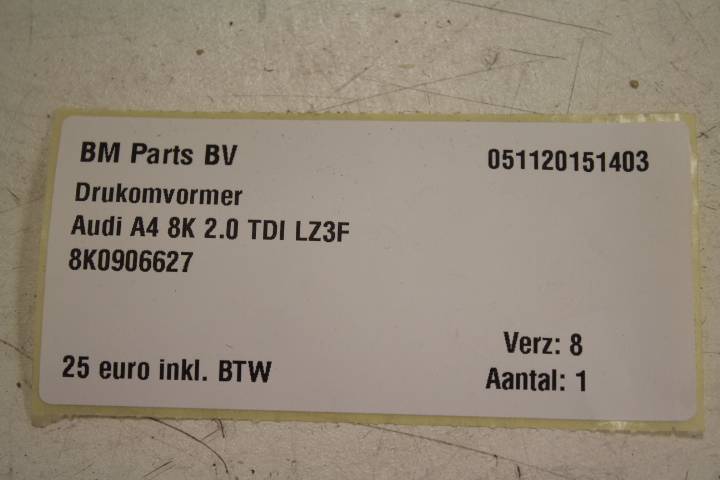 BM Parts BV 051120151403
Drukomvormer
Audi A4 8K 2.0 TDI LZ3F
8K0906627
Verz: 8
25 euro inkl. BTW Aantal: 1